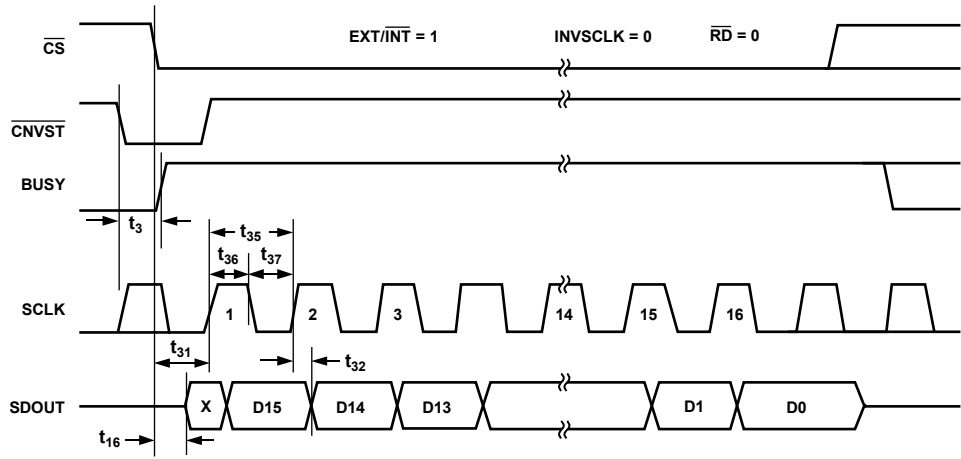 EXT/INT = 1 INVSCLK = 0 RD = 0
CS
CNVST
BUSY
t3
t35
t36 t37
SCLK 1 2 3 14 15 16
t31
t32
SDOUT X D15 D14 D13 D1 D0
t16